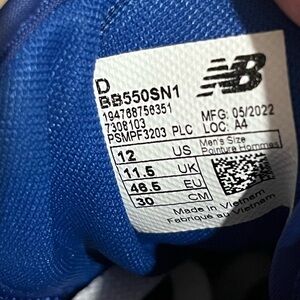 D
BB550SN1
194768756351
7308103
PSMPF3203 PLC
NB
MFG: 05/2022
LOC: A4
Men's Size
Pointure Hommes
12 US
11.5 UK
46.5 EU
30 CM
Made in Vietnam
Fabriqué au Vietnam